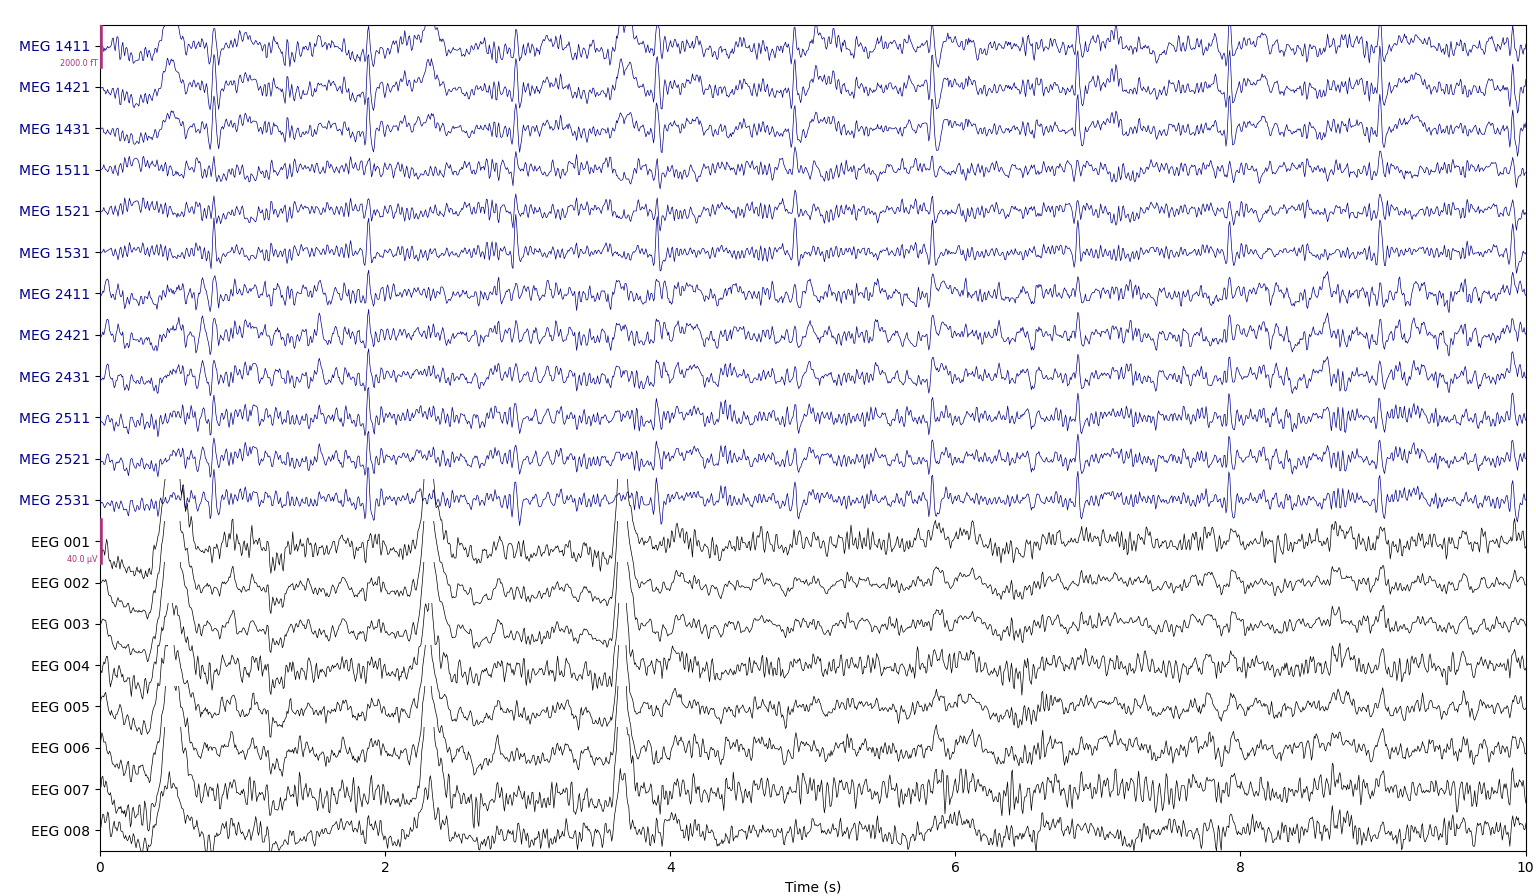 MEG 1411
2000.0 fT
MEG 1421
MEG 1431
MEG 1511
MEG 1521
MEG 1531
MEG 2411
MEG 2421
MEG 2431
MEG 2511
MEG 2521
MEG 2531
EEG 001
40.0 µV
EEG 002
EEG 003
EEG 004
EEG 005
EEG 006
EEG 007
EEG 008
0 2 4 6 8 10
Time (s)